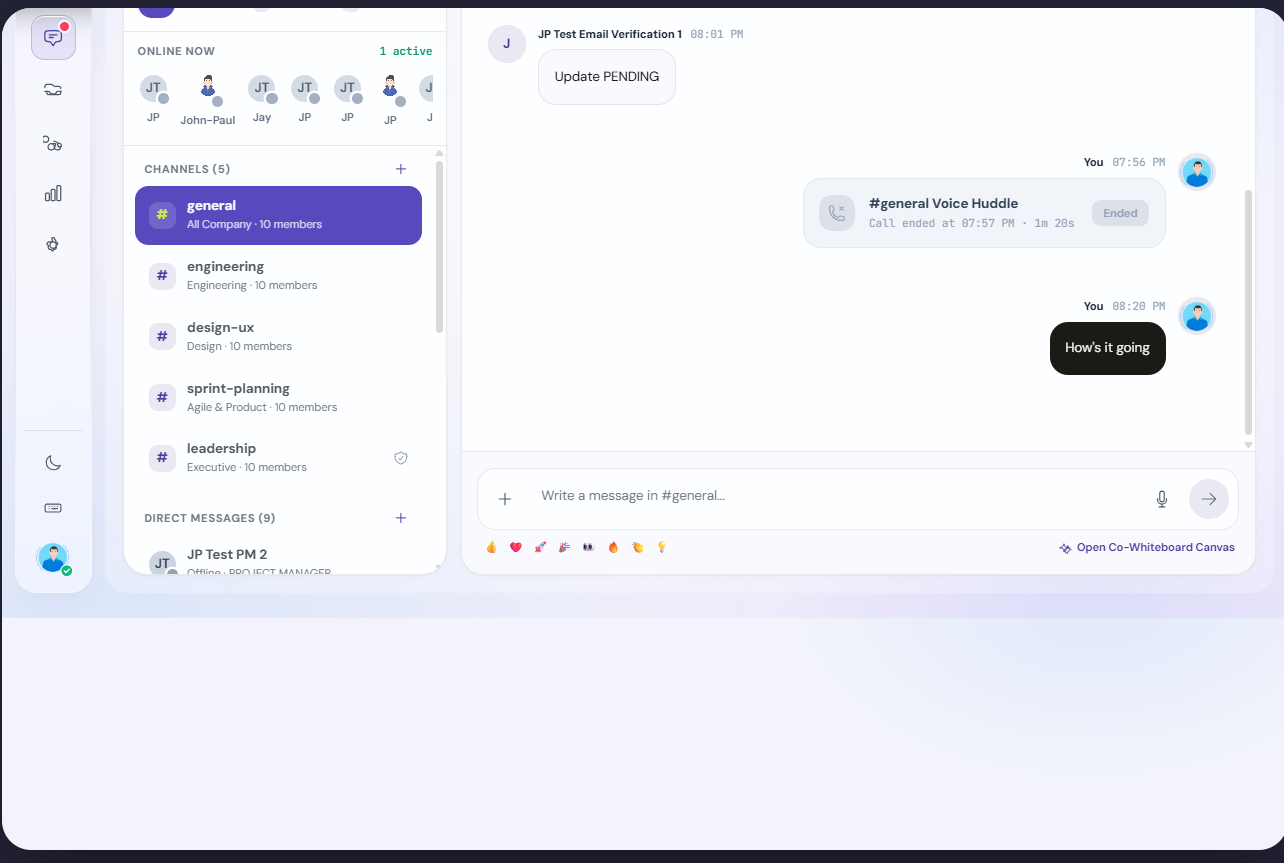 ONLINE NOW
1 active
JT JT JT JT
JP John-Paul Jay JP JP JP
CHANNELS (5)
# general
All Company · 10 members
# engineering
Engineering · 10 members
# design-ux
Design · 10 members
# sprint-planning
Agile & Product · 10 members
# leadership
Executive · 10 members
DIRECT MESSAGES (9)
JT JP Test PM 2
Offline · PROJECT MANAGER
J JP Test Email Verification 1 08:01 PM
Update PENDING
You 07:56 PM
#general Voice Huddle
Call ended at 07:57 PM · 1m 20s
Ended
You 08:20 PM
How's it going
Write a message in #general...
Open Co-Whiteboard Canvas